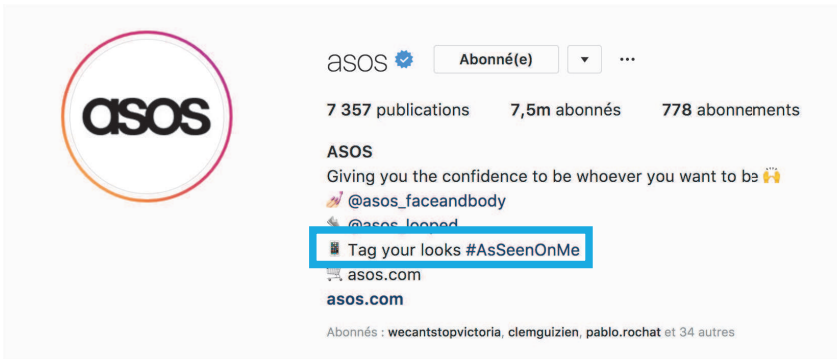 asos
asos Abonné(e)
7 357 publications 7,5m abonnés 778 abonnements
ASOS
Giving you the confidence to be whoever you want to be 🙌
💅 @asos_faceandbody
@asos_looped
📱 Tag your looks #AsSeenOnMe
🛒 asos.com
asos.com
Abonnés : wecantstopvictoria, clemguizien, pablo.rochat et 34 autres